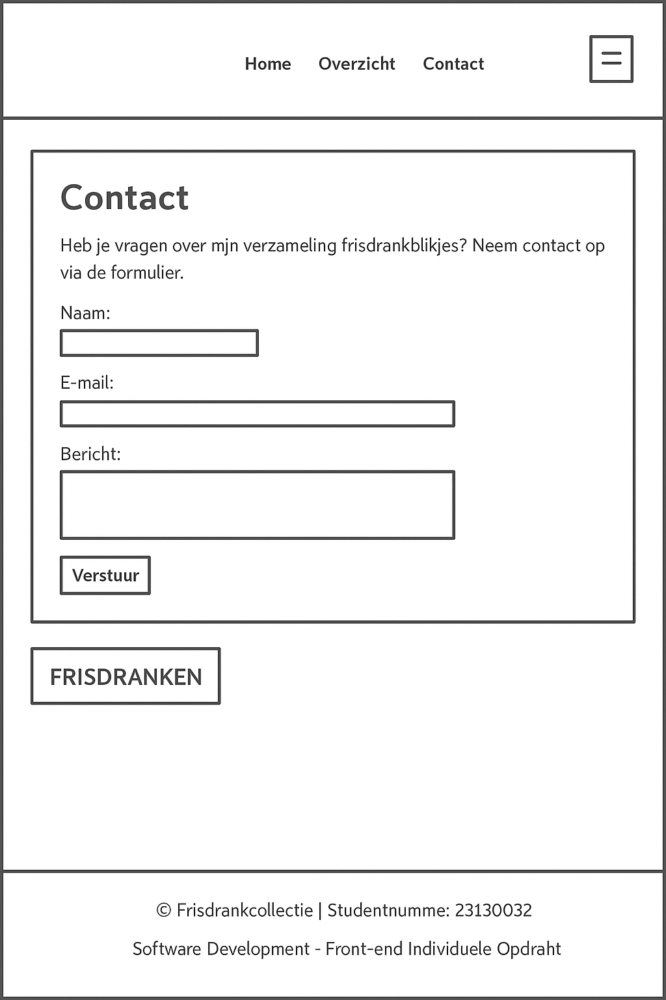 Home Overzicht Contact
Contact
Heb je vragen over mjn verzameling frisdrankblikjes? Neem contact op
via de formulier.
Naam:
E-mail:
Bericht:
Verstuur
FRISDRANKEN
© Frisdrankcollectie | Studentnumme: 23130032
Software Development - Front-end Individuele Opdraht